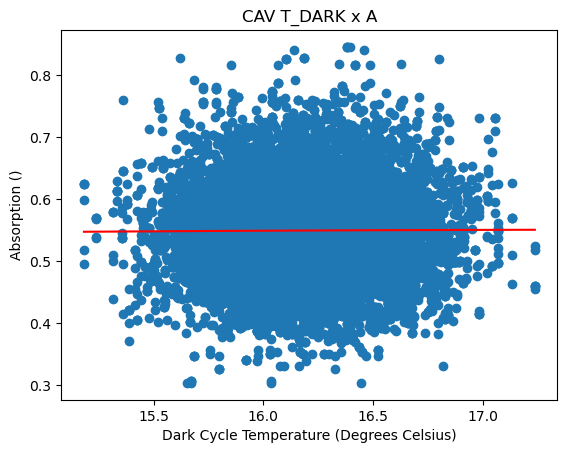 CAV T_DARK x A
Absorption ()
0.8
0.7
0.6
0.5
0.4
0.3
15.5 16.0 16.5 17.0
Dark Cycle Temperature (Degrees Celsius)